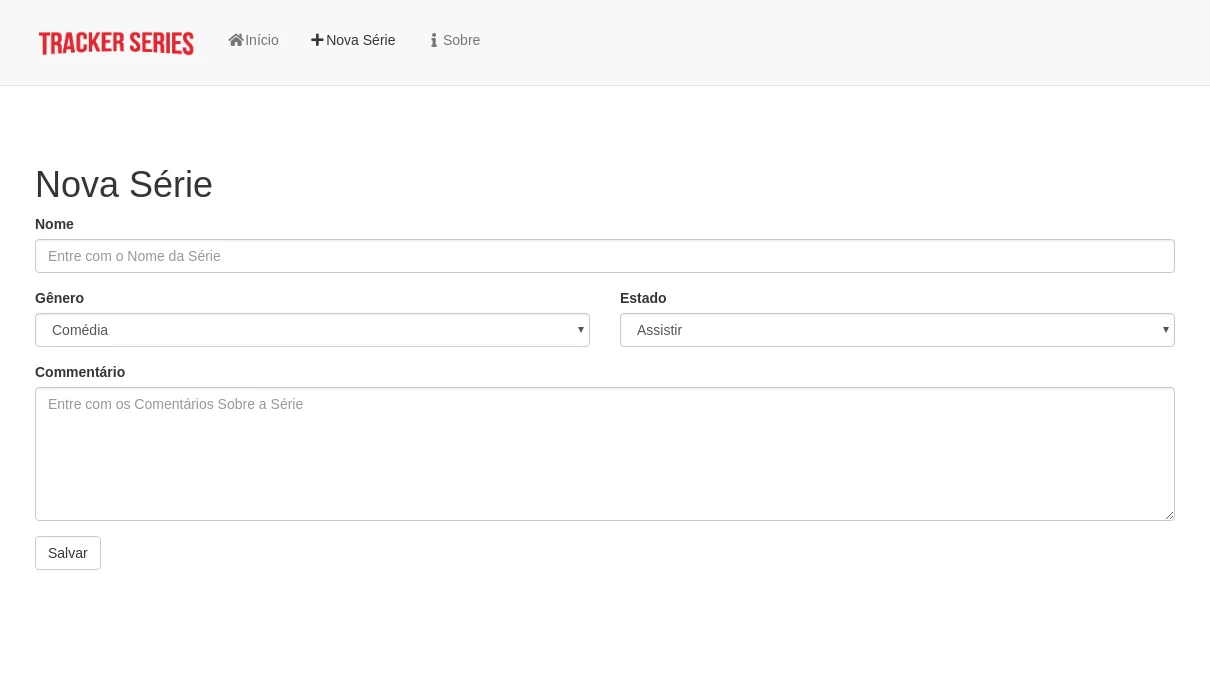 TRACKER SERIES Início Nova Série Sobre
Nova Série
Nome
Entre com o Nome da Série
Gênero Estado
Comédia Assistir
Commentário
Entre com os Comentários Sobre a Série
Salvar